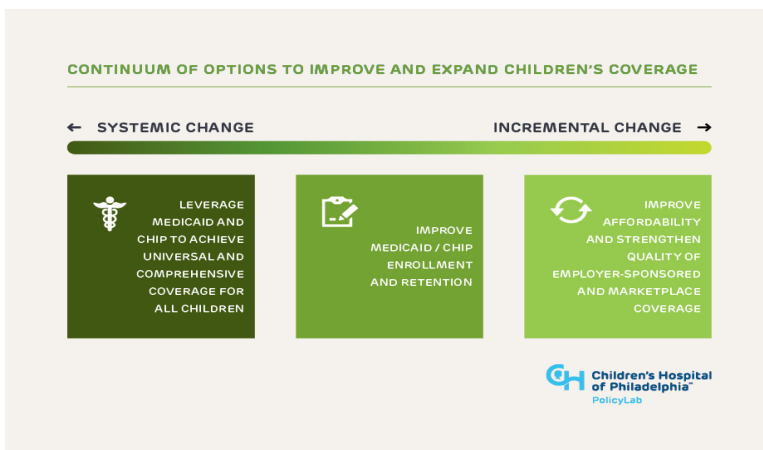 CONTINUUM OF OPTIONS TO IMPROVE AND EXPAND CHILDREN'S COVERAGE
← SYSTEMIC CHANGE
INCREMENTAL CHANGE →
LEVERAGE
MEDICAID AND
CHIP TO ACHIEVE
UNIVERSAL AND
COMPREHENSIVE
COVERAGE FOR
ALL CHILDREN
IMPROVE
MEDICAID / CHIP
ENROLLMENT
AND RETENTION
IMPROVE
AFFORDABILITY
AND STRENGTHEN
QUALITY OF
EMPLOYER-SPONSORED
AND MARKETPLACE
COVERAGE
CH
Children's Hospital
of Philadelphia™
PolicyLab